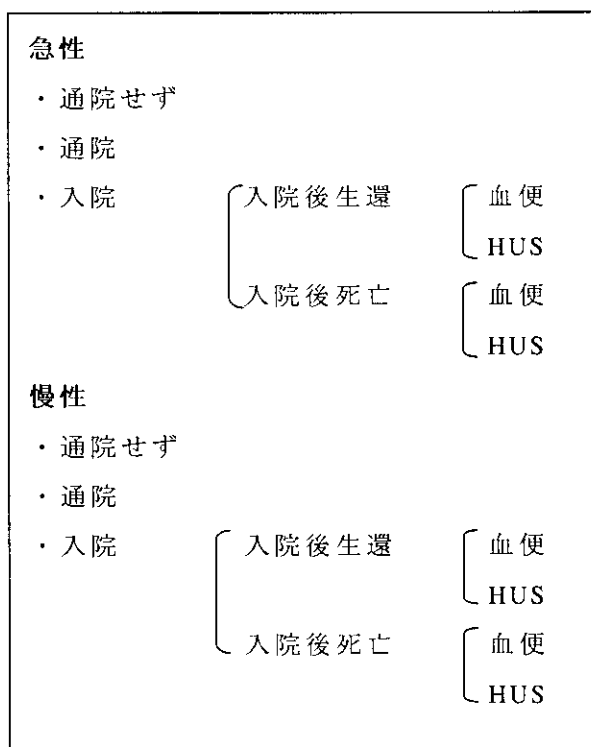 急性
・通院せず
・通院
・入院 入院後生還 血便
HUS
入院後死亡 血便
HUS
慢性
・通院せず
・通院
・入院 入院後生還 血便
HUS
入院後死亡 血便
HUS